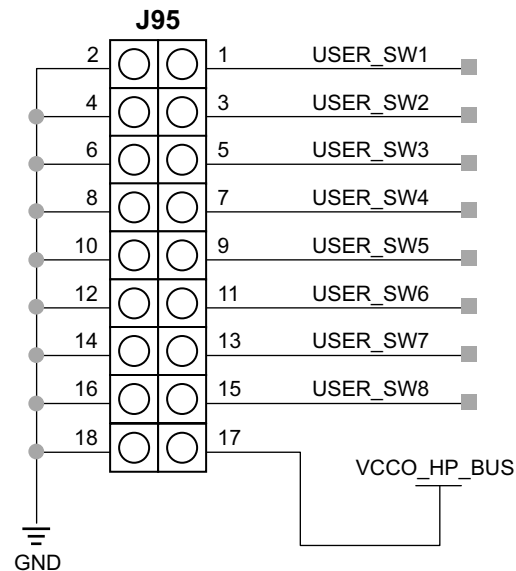 J95
2 1 USER_SW1
4 3 USER_SW2
6 5 USER_SW3
8 7 USER_SW4
10 9 USER_SW5
12 11 USER_SW6
14 13 USER_SW7
16 15 USER_SW8
18 17
VCCO_HP_BUS
GND